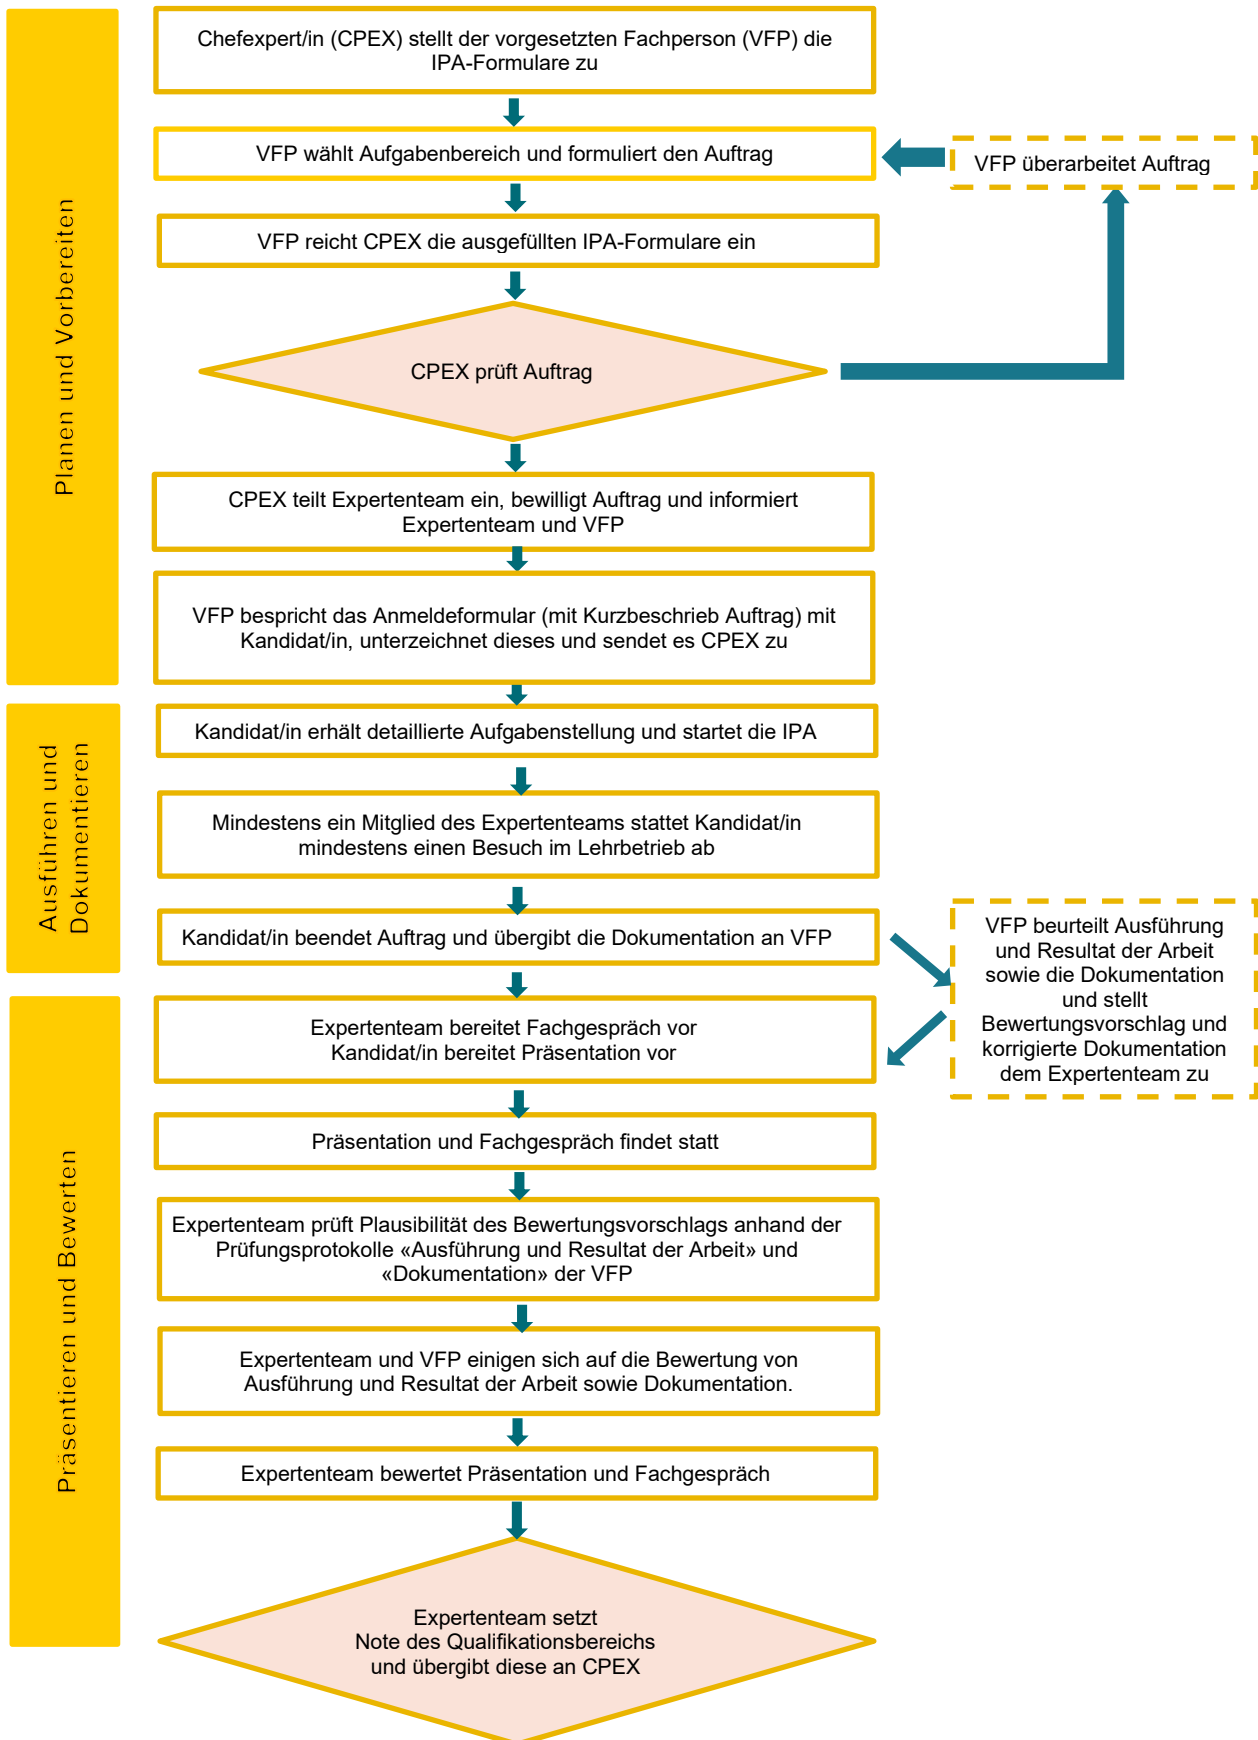 Planen und Vorbereiten
Chefexpert/in (CPEX) stellt der vorgesetzten Fachperson (VFP) die
IPA-Formulare zu
VFP wählt Aufgabenbereich und formuliert den Auftrag
VFP überarbeitet Auftrag
VFP reicht CPEX die ausgefüllten IPA-Formulare ein
CPEX prüft Auftrag
CPEX teilt Expertenteam ein, bewilligt Auftrag und informiert
Expertenteam und VFP
VFP bespricht das Anmeldeformular (mit Kurzbeschrieb Auftrag) mit
Kandidat/in, unterzeichnet dieses und sendet es CPEX zu
Ausführen und
Dokumentieren
Kandidat/in erhält detaillierte Aufgabenstellung und startet die IPA
Mindestens ein Mitglied des Expertenteams stattet Kandidat/in
mindestens einen Besuch im Lehrbetrieb ab
Kandidat/in beendet Auftrag und übergibt die Dokumentation an VFP
VFP beurteilt Ausführung
und Resultat der Arbeit
sowie die Dokumentation
und stellt
Bewertungsvorschlag und
korrigierte Dokumentation
dem Expertenteam zu
Präsentieren und Bewerten
Expertenteam bereitet Fachgespräch vor
Kandidat/in bereitet Präsentation vor
Präsentation und Fachgespräch findet statt
Expertenteam prüft Plausibilität des Bewertungsvorschlags anhand der
Prüfungsprotokolle «Ausführung und Resultat der Arbeit» und
«Dokumentation» der VFP
Expertenteam und VFP einigen sich auf die Bewertung von
Ausführung und Resultat der Arbeit sowie Dokumentation.
Expertenteam bewertet Präsentation und Fachgespräch
Expertenteam setzt
Note des Qualifikationsbereichs
und übergibt diese an CPEX